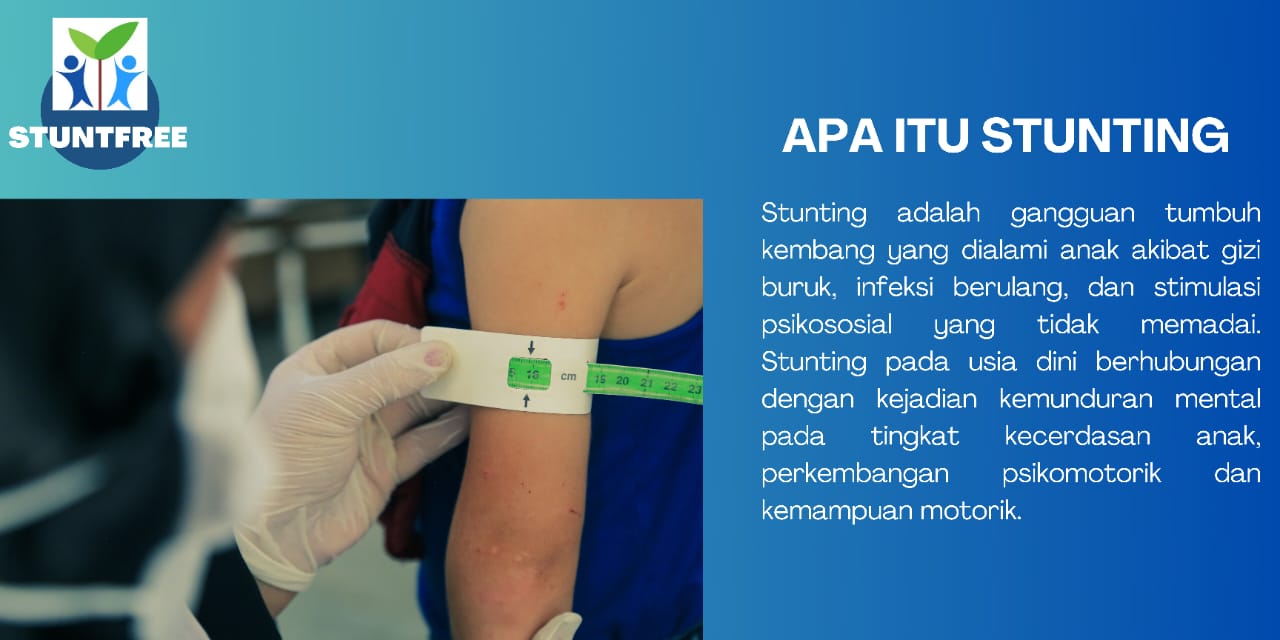 STUNTFREE
APA ITU STUNTING
Stunting adalah gangguan tumbuh
kembang yang dialami anak akibat gizi
buruk, infeksi berulang, dan stimulasi
psikososial yang tidak memadai.
Stunting pada usia dini berhubungan
dengan kejadian kemunduran mental
pada tingkat kecerdasan anak,
perkembangan psikomotorik dan
kemampuan motorik.
cm 19 20 21 22 23